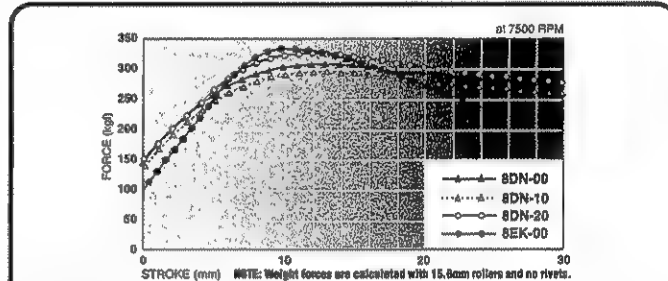 at 7500 RPM
350
300
250
200
150
100
50
0
FORCE (kgf)
8DN-00
8DN-10
8DN-20
8EK-00
0 10 20 30
STROKE (mm) NOTE: Weight forces are calculated with 15.6mm rollers and no rivets.